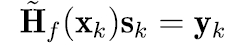 H̃_f(x_k)s_k = y_k